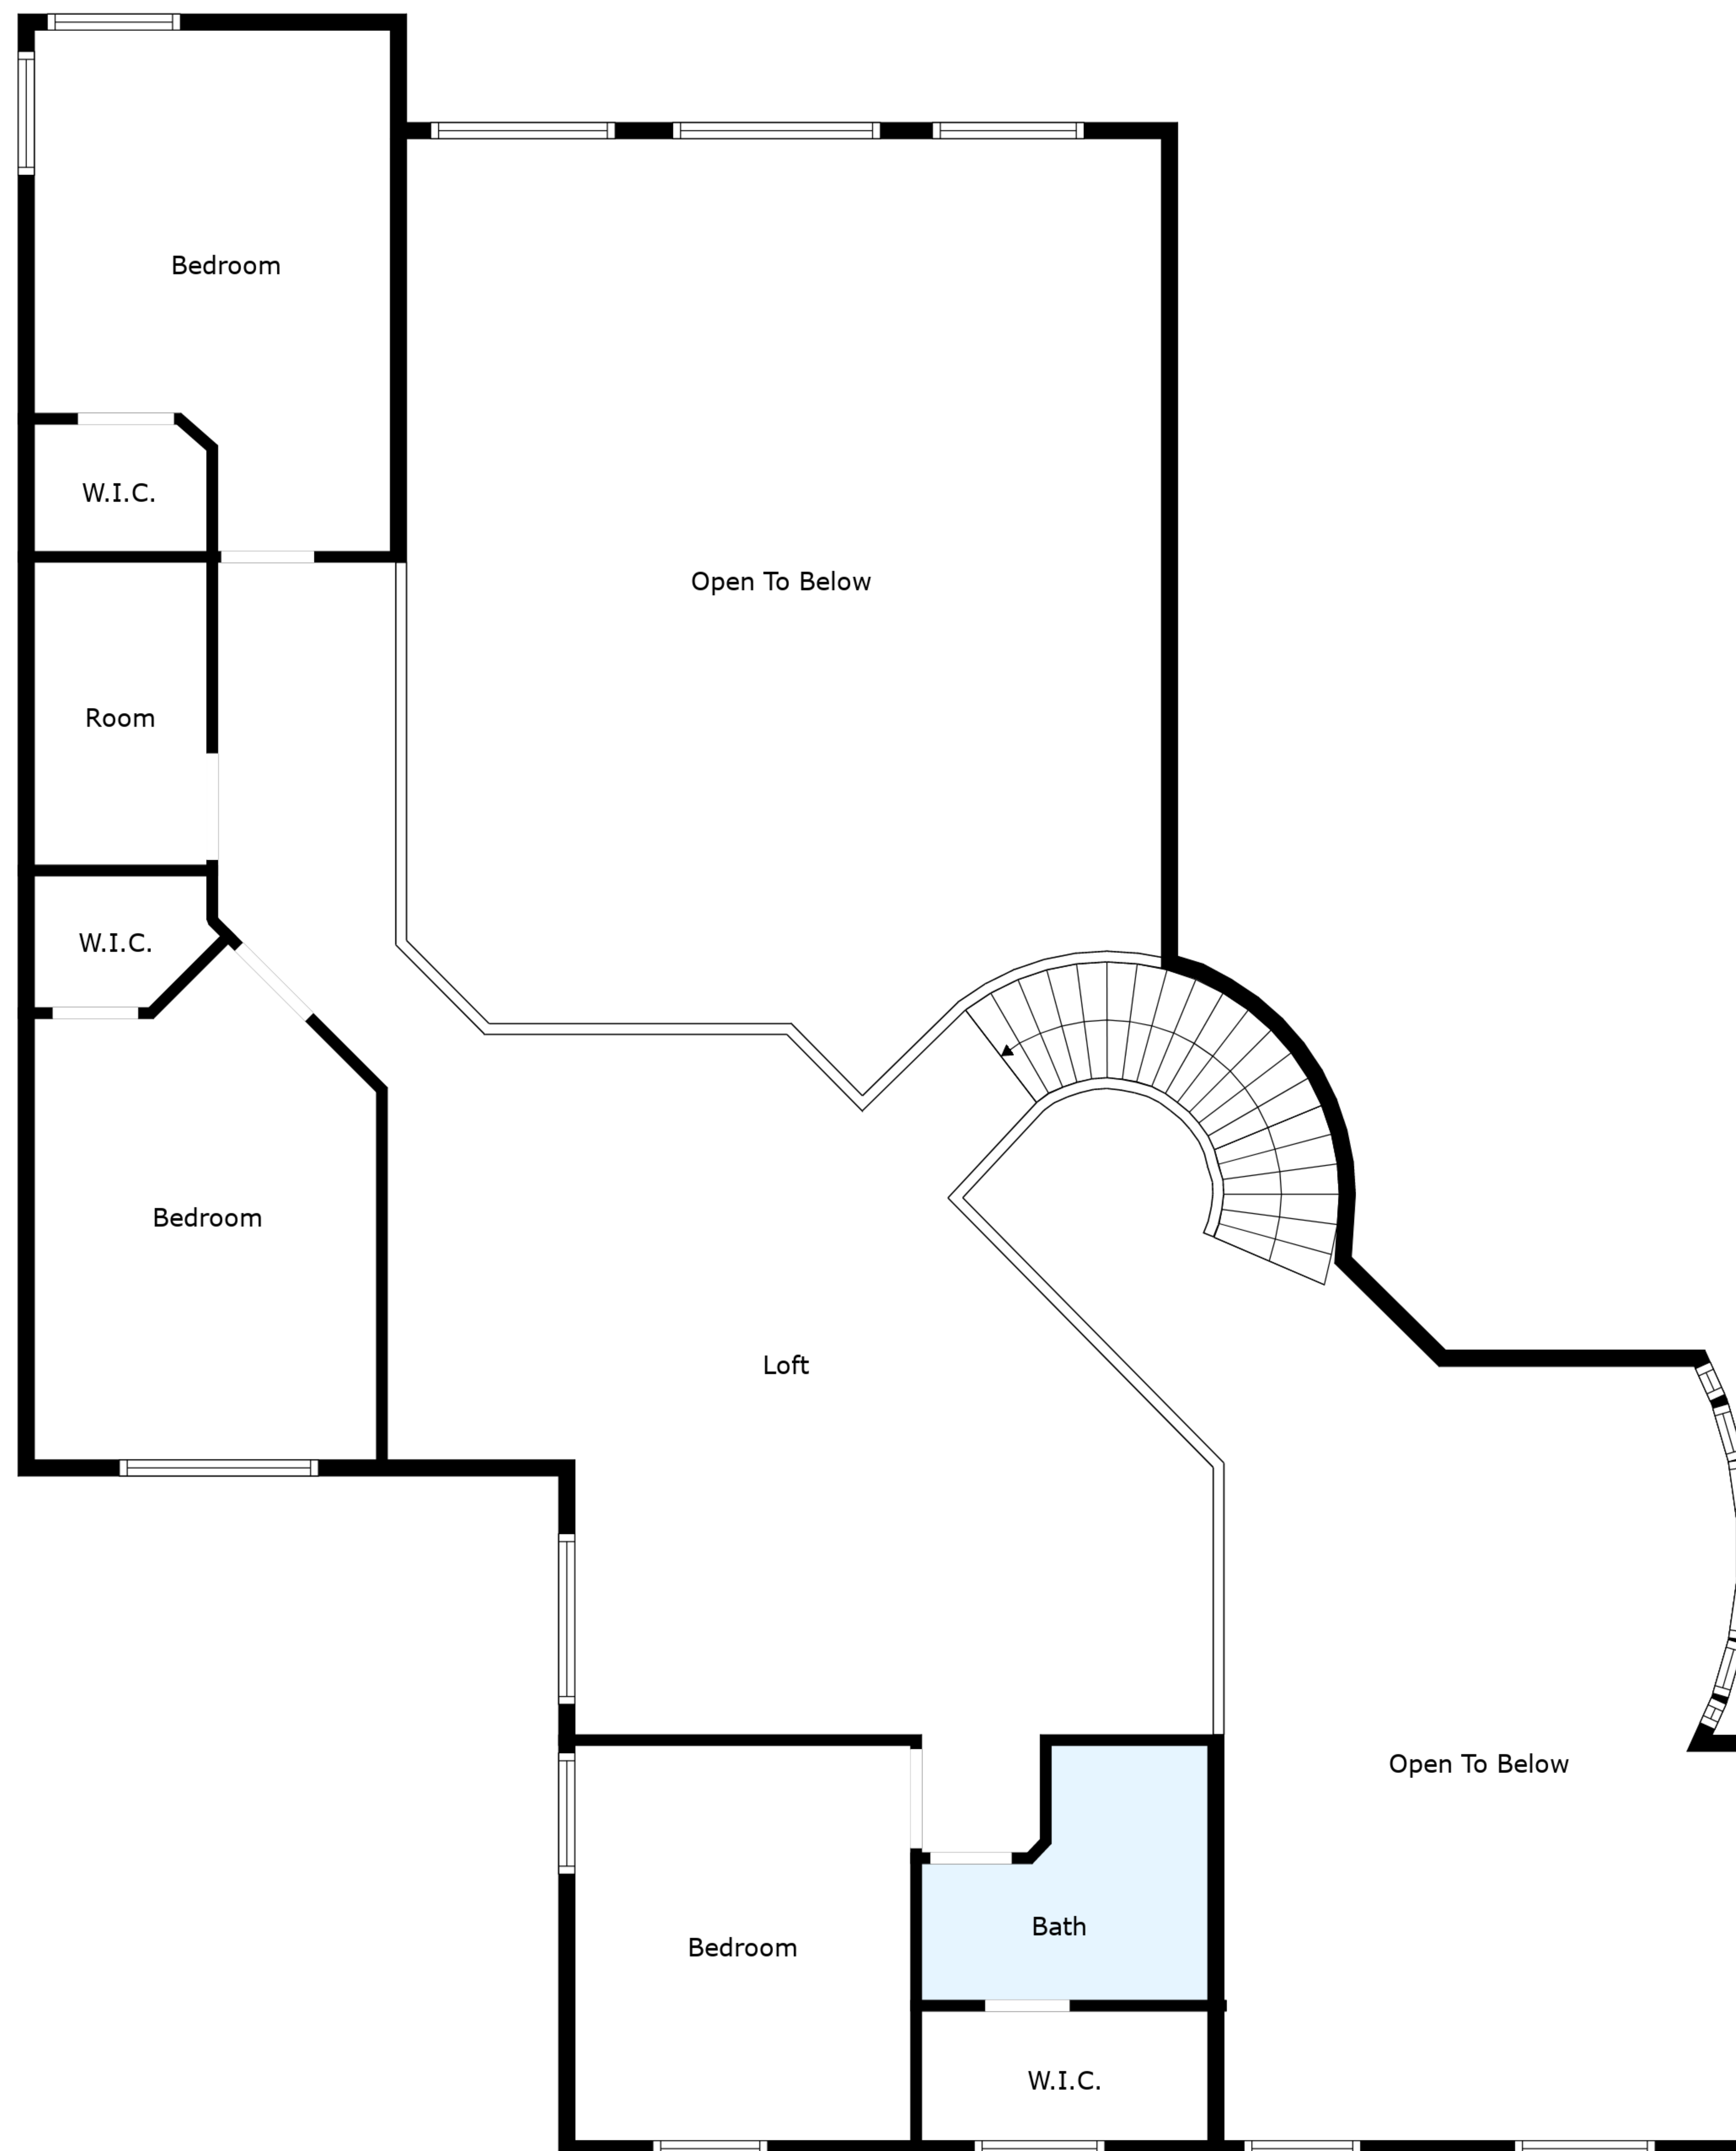 Bedroom
W.I.C.
Open To Below
Room
W.I.C.
Bedroom
Loft
Open To Below
Bath
Bedroom
W.I.C.